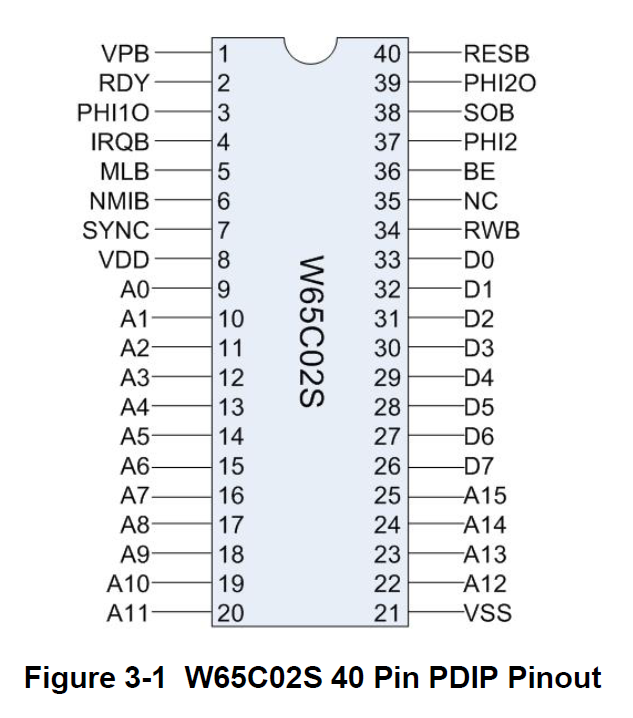 VPB 1 40 RESB
RDY 2 39 PHI2O
PHI1O 3 38 SOB
IRQB 4 37 PHI2
MLB 5 36 BE
NMIB 6 35 NC
SYNC 7 34 RWB
VDD 8 33 D0
A0 9 32 D1
A1 10 31 D2
A2 11 30 D3
A3 12 29 D4
A4 13 28 D5
A5 14 27 D6
A6 15 26 D7
A7 16 25 A15
A8 17 24 A14
A9 18 23 A13
A10 19 22 A12
A11 20 21 VSS
W65C02S
Figure 3-1 W65C02S 40 Pin PDIP Pinout